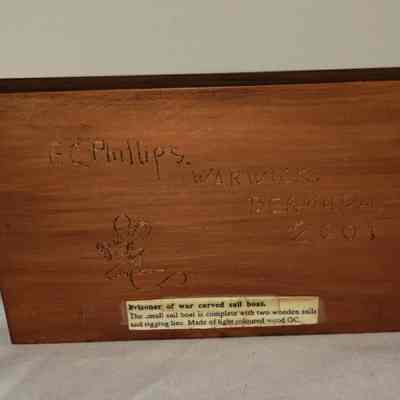 G.C. Phillips.
WARWICK
BERMUDA
2001
Prisoner of war carved sail boat.
The small sail boat is complete with two wooden sails
and rigging line. Made of light coloured wood GC.